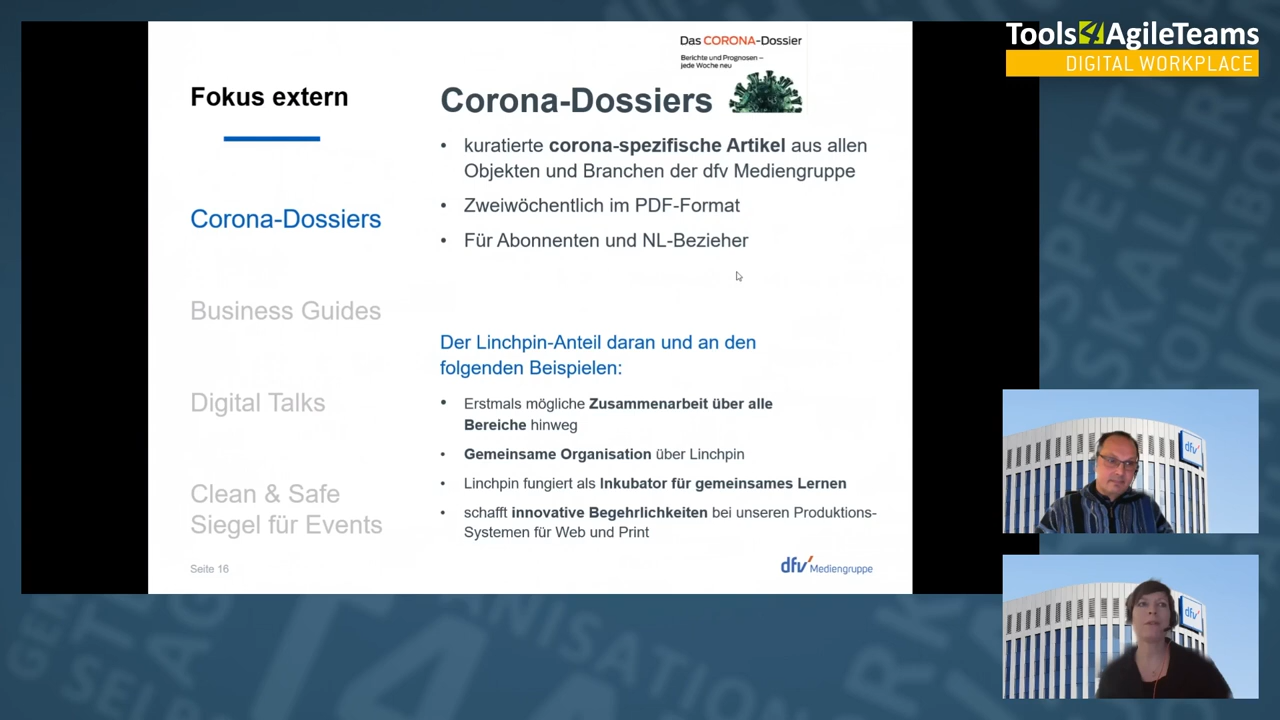 Tools4AgileTeams
DIGITAL WORKPLACE
Das CORONA-Dossier
Berichte und Prognosen –
jede Woche neu
Fokus extern
Corona-Dossiers
• kuratierte corona-spezifische Artikel aus allen
Objekten und Branchen der dfv Mediengruppe
• Zweiwöchentlich im PDF-Format
• Für Abonnenten und NL-Bezieher
Corona-Dossiers
Business Guides
Digital Talks
Clean & Safe
Siegel für Events
Der Linchpin-Anteil daran und an den
folgenden Beispielen:
• Erstmals mögliche Zusammenarbeit über alle
Bereiche hinweg
• Gemeinsame Organisation über Linchpin
• Linchpin fungiert als Inkubator für gemeinsames Lernen
• schafft innovative Begehrlichkeiten bei unseren Produktions-
Systemen für Web und Print
Seite 16
dfv Mediengruppe
dfv
dfv